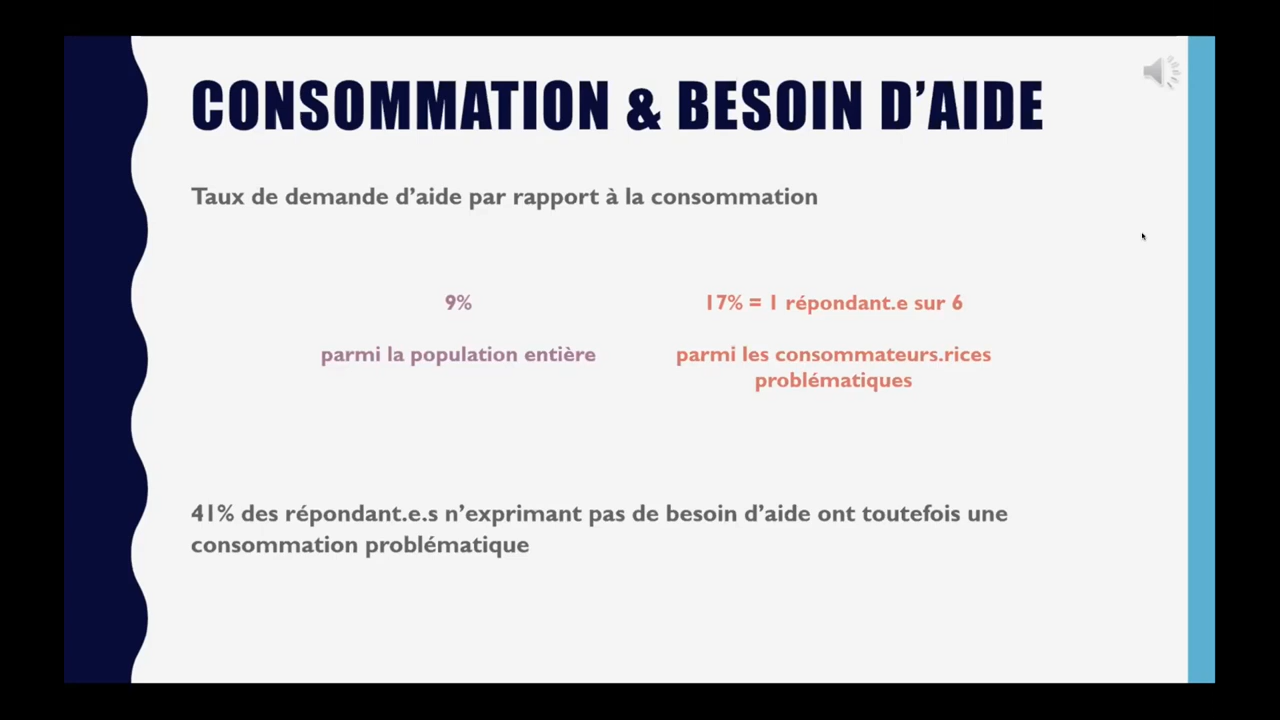 CONSOMMATION & BESOIN D’AIDE
Taux de demande d’aide par rapport à la consommation
9%
parmi la population entière
17% = 1 répondant.e sur 6
parmi les consommateurs.rices
problématiques
41% des répondant.e.s n’exprimant pas de besoin d’aide ont toutefois une
consommation problématique